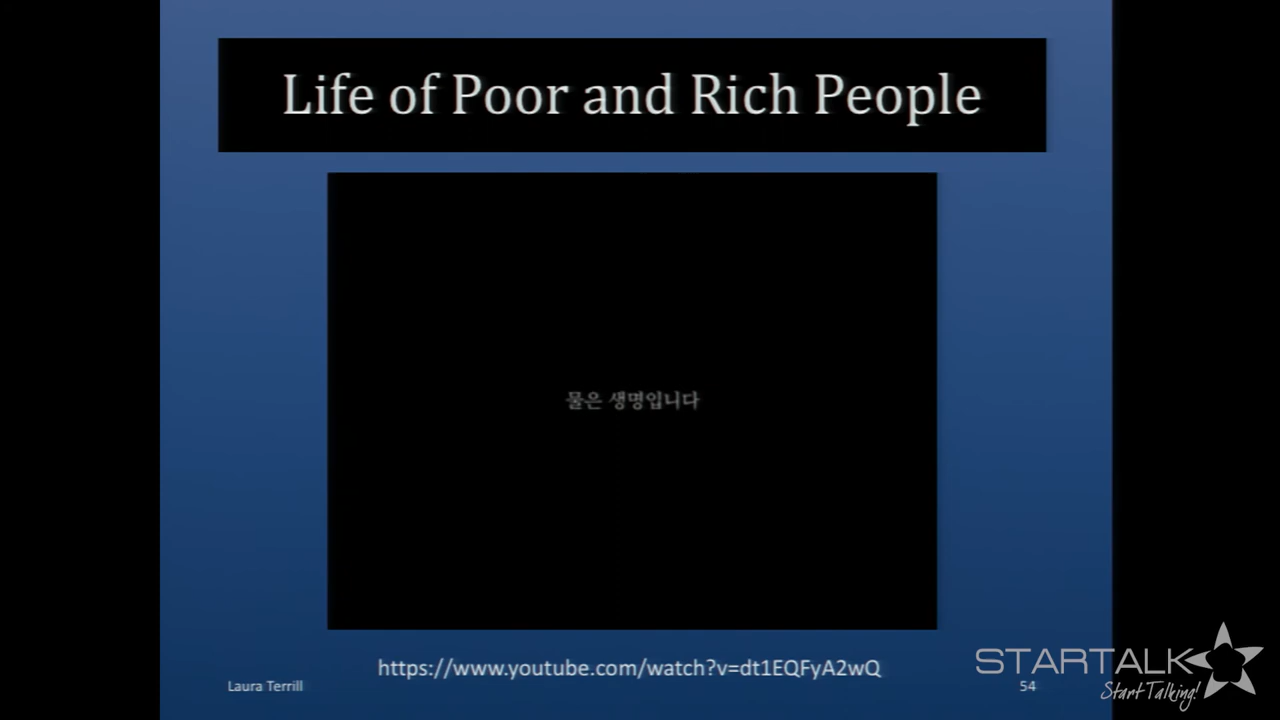 Life of Poor and Rich People
물은 생명입니다
https://www.youtube.com/watch?v=dt1EQFyA2wQ
Laura Terrill
54
STARTALK
Start Talking!